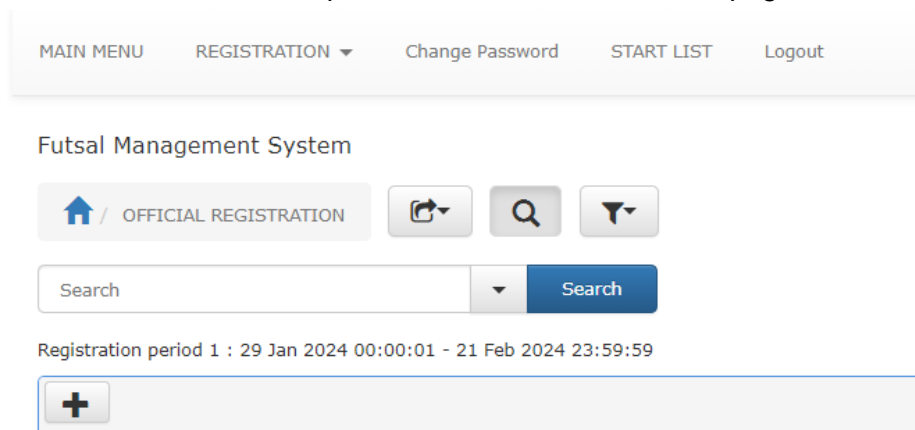 MAIN MENU REGISTRATION Change Password START LIST Logout
Futsal Management System
/ OFFICIAL REGISTRATION
Search Search
Registration period 1 : 29 Jan 2024 00:00:01 - 21 Feb 2024 23:59:59